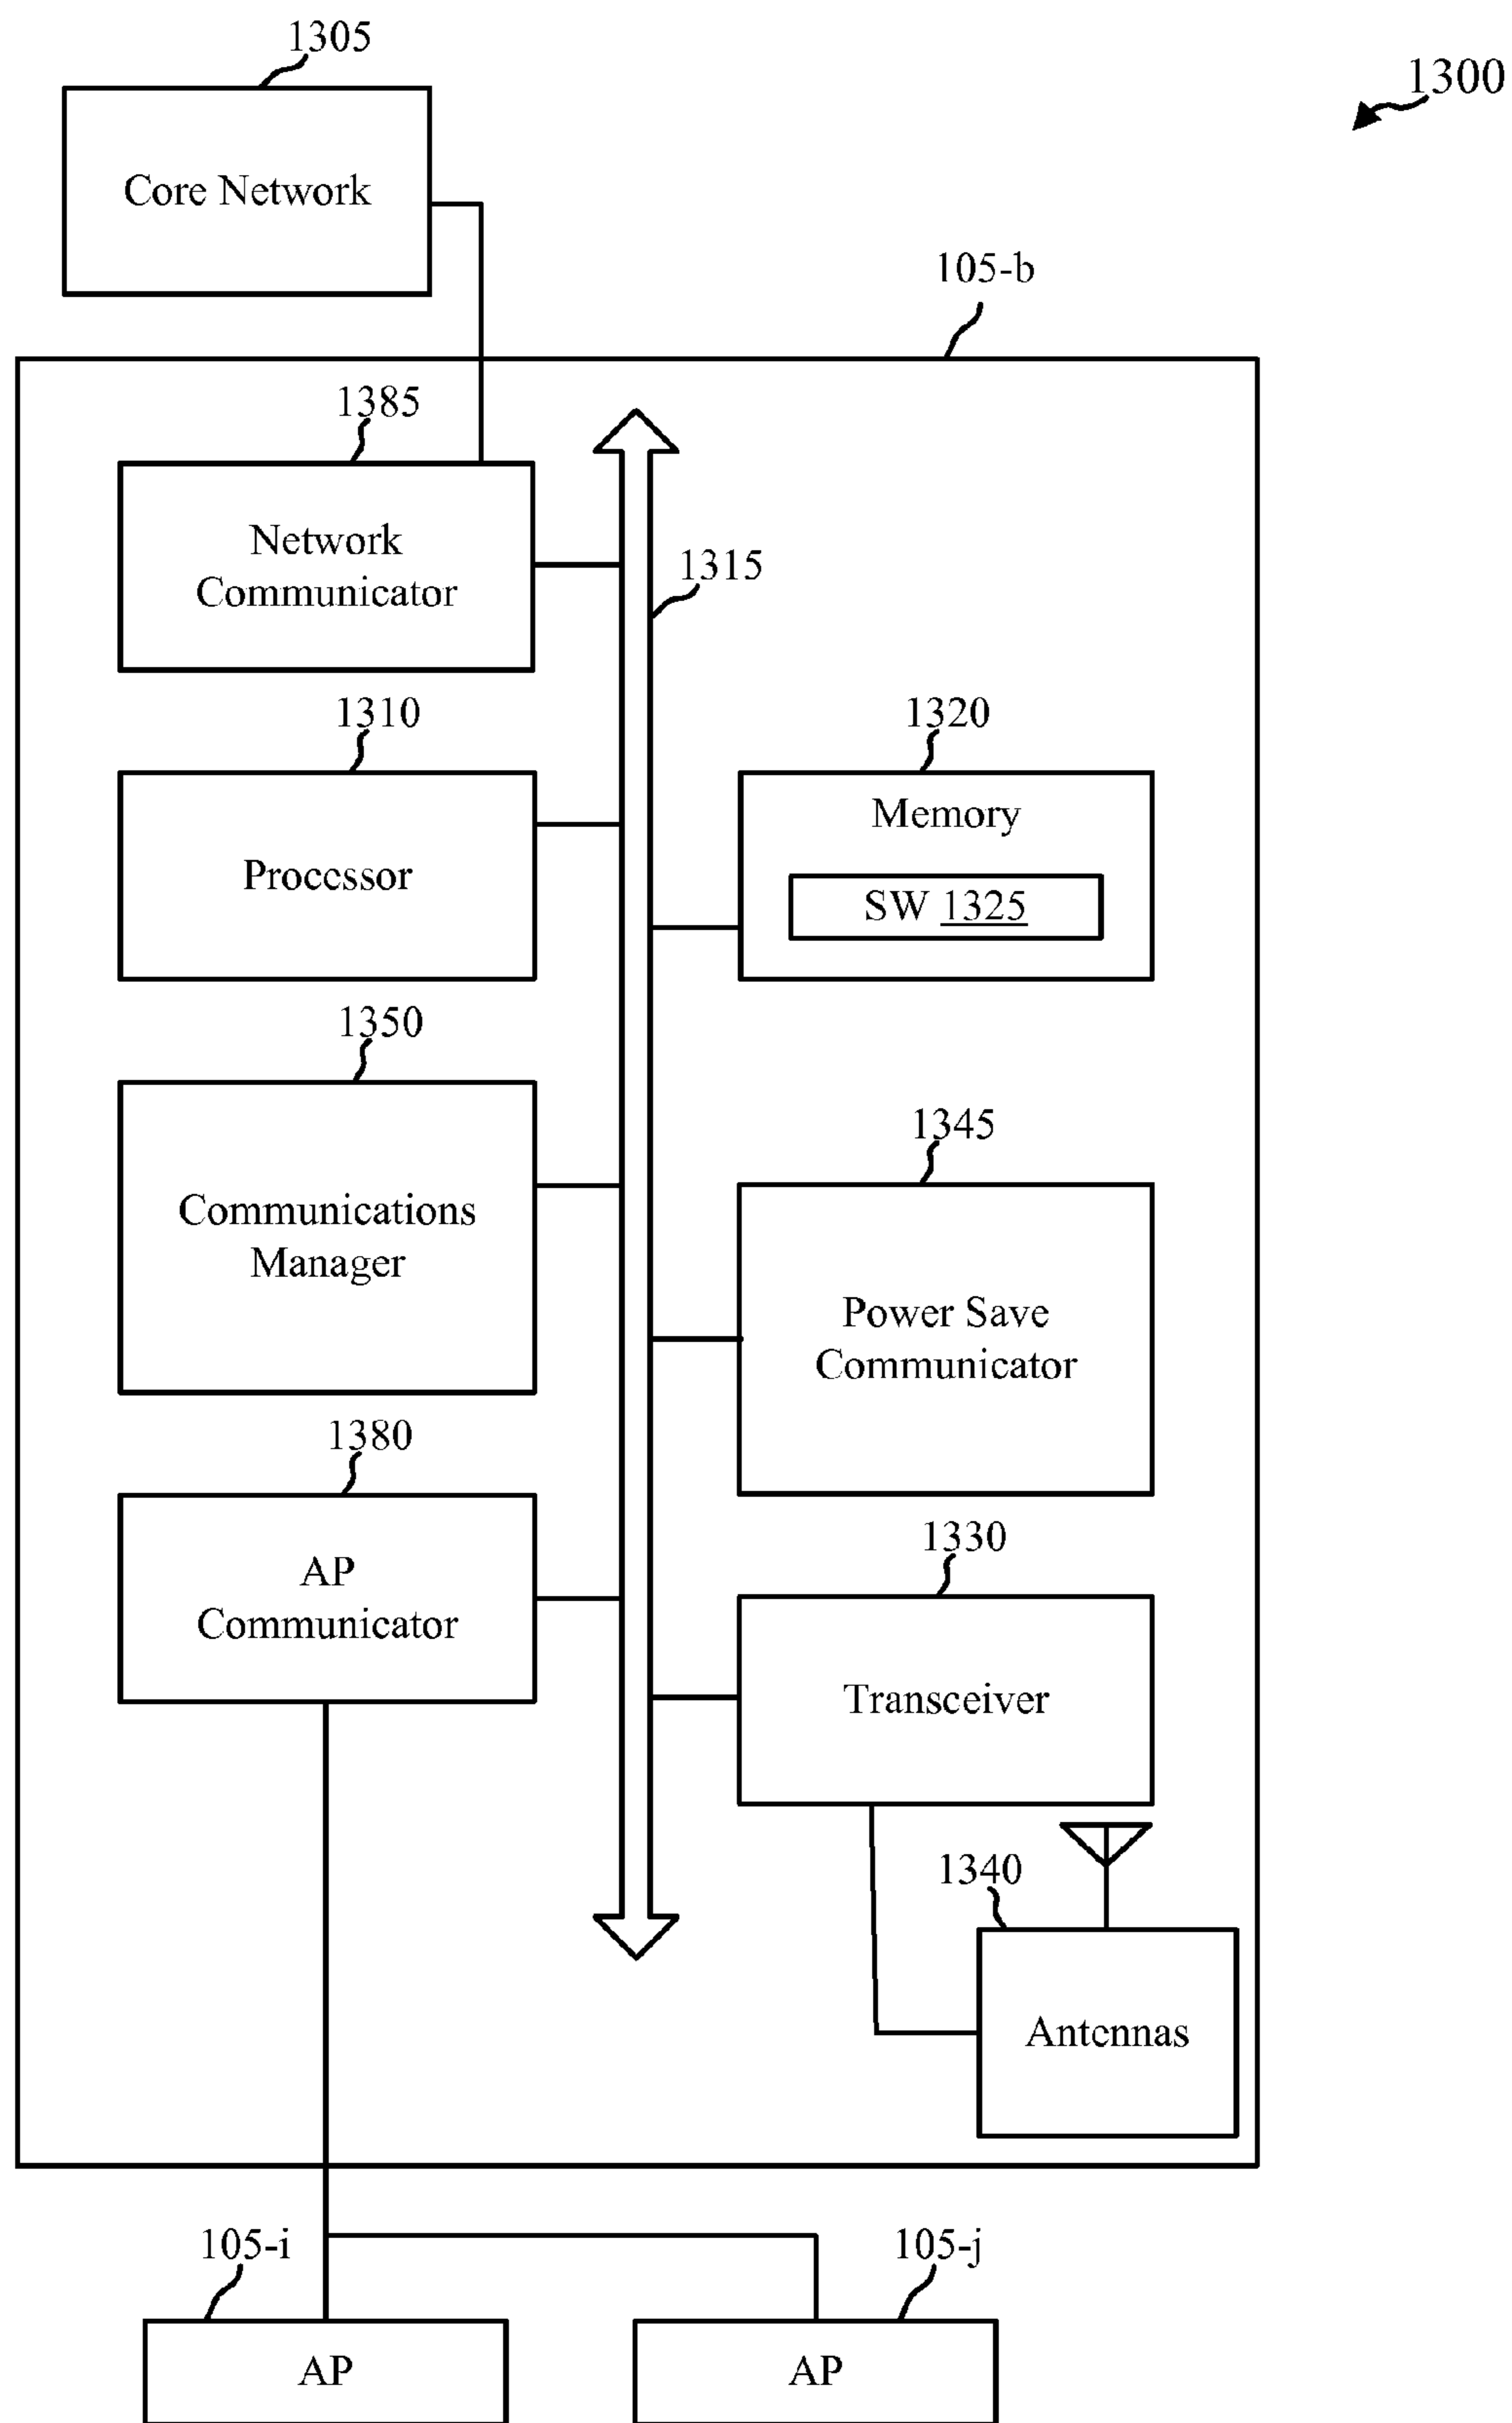 1305
1300
Core Network
105-b
1385
Network
Communicator
1315
1310
1320
Processor
Memory
SW 1325
1350
1345
Communications
Manager
Power Save
Communicator
1380
1330
AP
Communicator
Transceiver
1340
Antennas
105-i
105-j
AP
AP